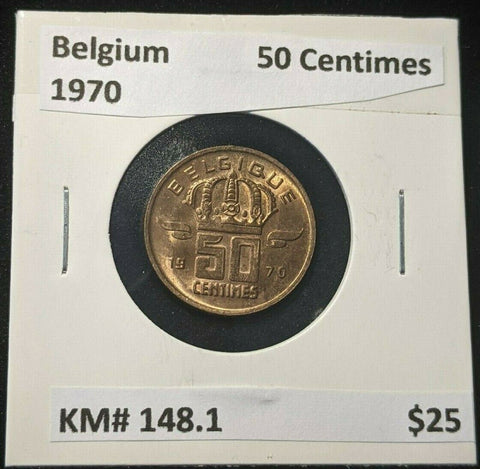 Belgium 50 Centimes
1970
BELGIQUE
50
19 70
CENTIMES
KM# 148.1 $25